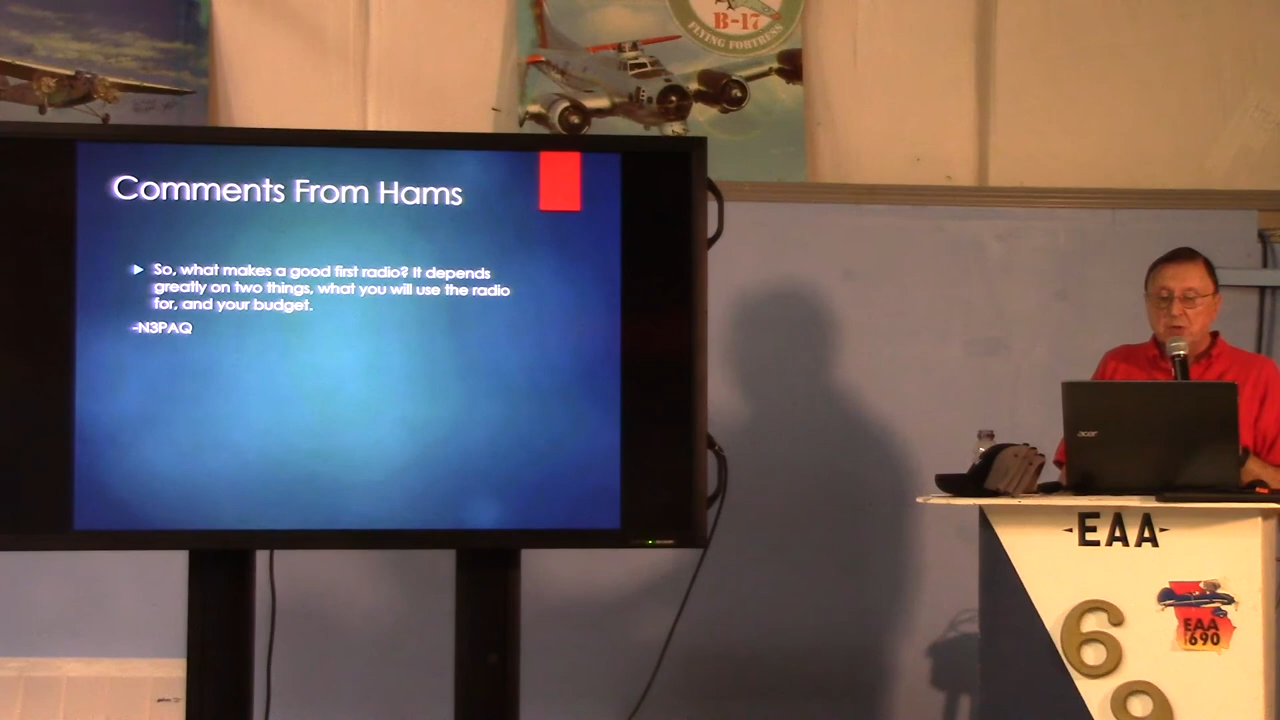 B-17
FLYING FORTRESS
Comments From Hams
So, what makes a good first radio? It depends
greatly on two things, what you will use the radio
for, and your budget.
-N3PAQ
acer
EAA
EAA
690
6
9